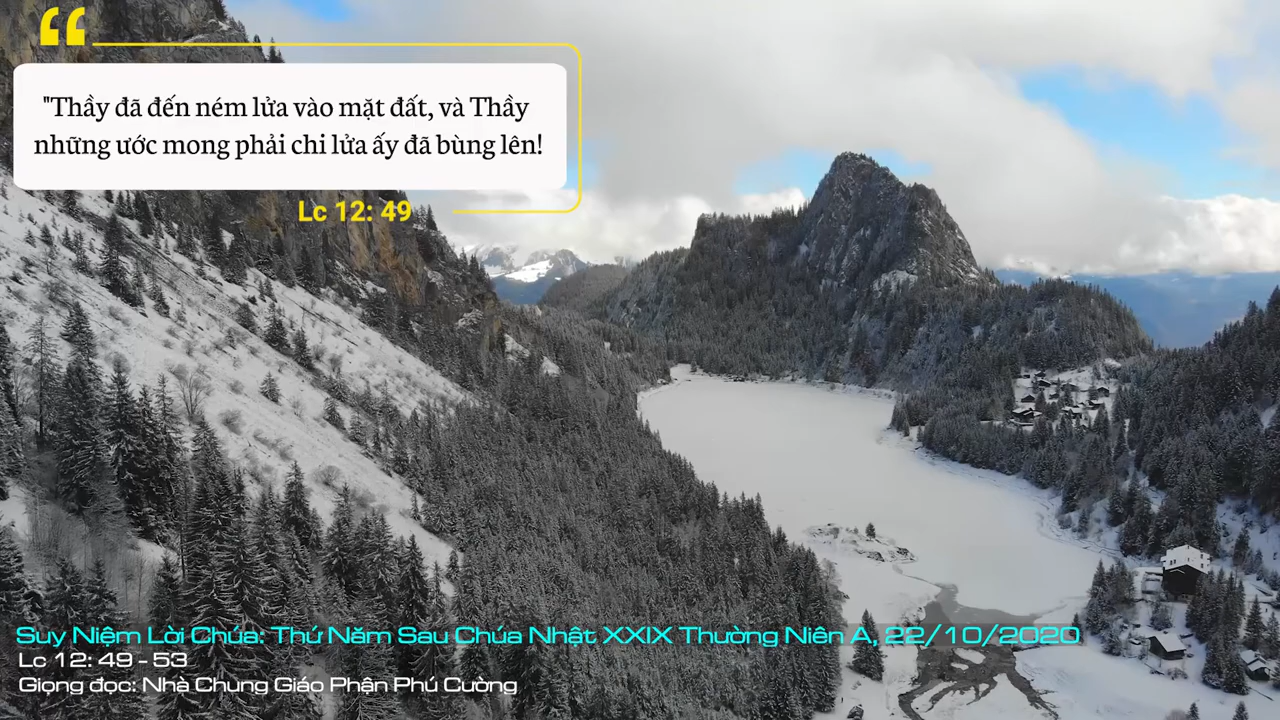 "Thầy đã đến ném lửa vào mặt đất, và Thầy
những ước mong phải chi lửa ấy đã bùng lên!
Lc 12: 49
Suy Niệm Lời Chúa: Thứ Năm Sau Chúa Nhật XXIX Thường Niên A, 22/10/2020
Lc 12: 49 - 53
Giọng đọc: Nhà Chung Giáo Phận Phú Cường